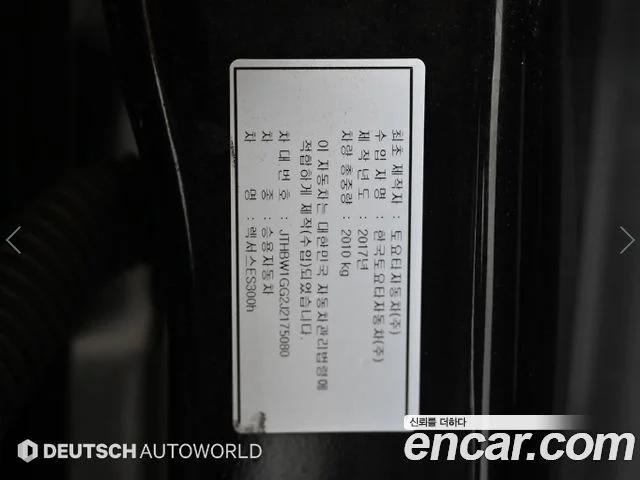 최초 제작자 : 토요타자동차(주)
수입자명 : 한국토요타자동차(주)
제작년도 : 2017년
차량 총중량 : 2010 kg
이 자동차는 대한민국 자동차관리법령에
적합하게 제작(수입)되었습니다.
차대번호 : JTHBW1GG2J2175080
차 종 : 승용자동차
차 명 : 렉서스ES300h
DEUTSCH AUTOWORLD
신뢰를 더하다
encar.com